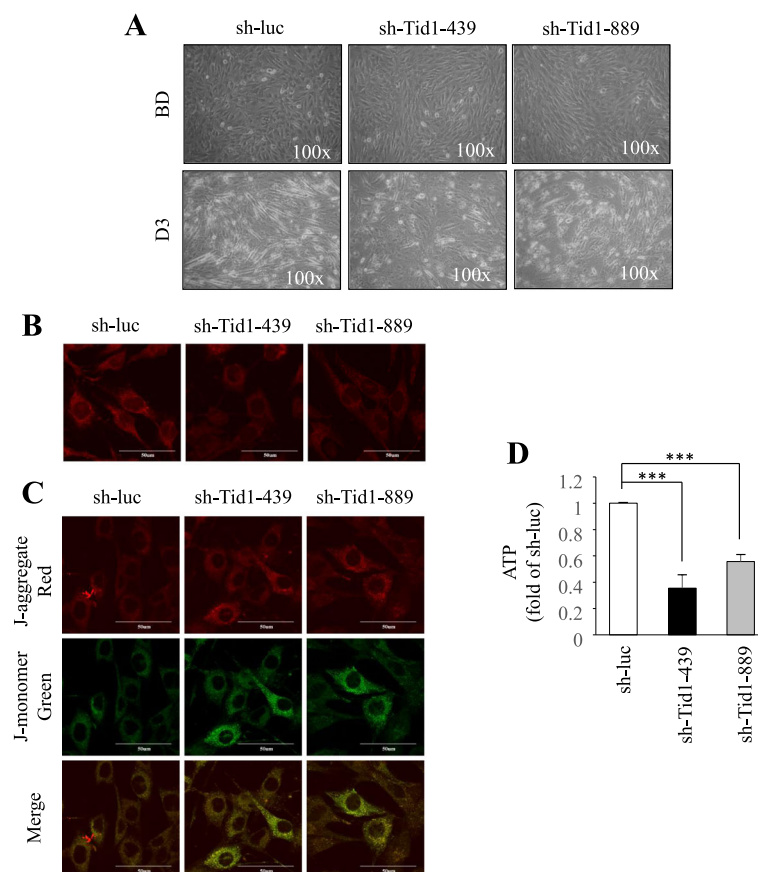 A
sh-luc sh-Tid1-439 sh-Tid1-889
BD
100x 100x 100x
D3
100x 100x 100x
B
sh-luc sh-Tid1-439 sh-Tid1-889
50um 50um 50um
C
sh-luc sh-Tid1-439 sh-Tid1-889
J-aggregate
Red
50um 50um 50um
J-monomer
Green
50um 50um 50um
Merge
50um 50um 50um
D
***
***
ATP
(fold of sh-luc)
1.2
1
0.8
0.6
0.4
0.2
0
sh-luc
sh-Tid1-439
sh-Tid1-889